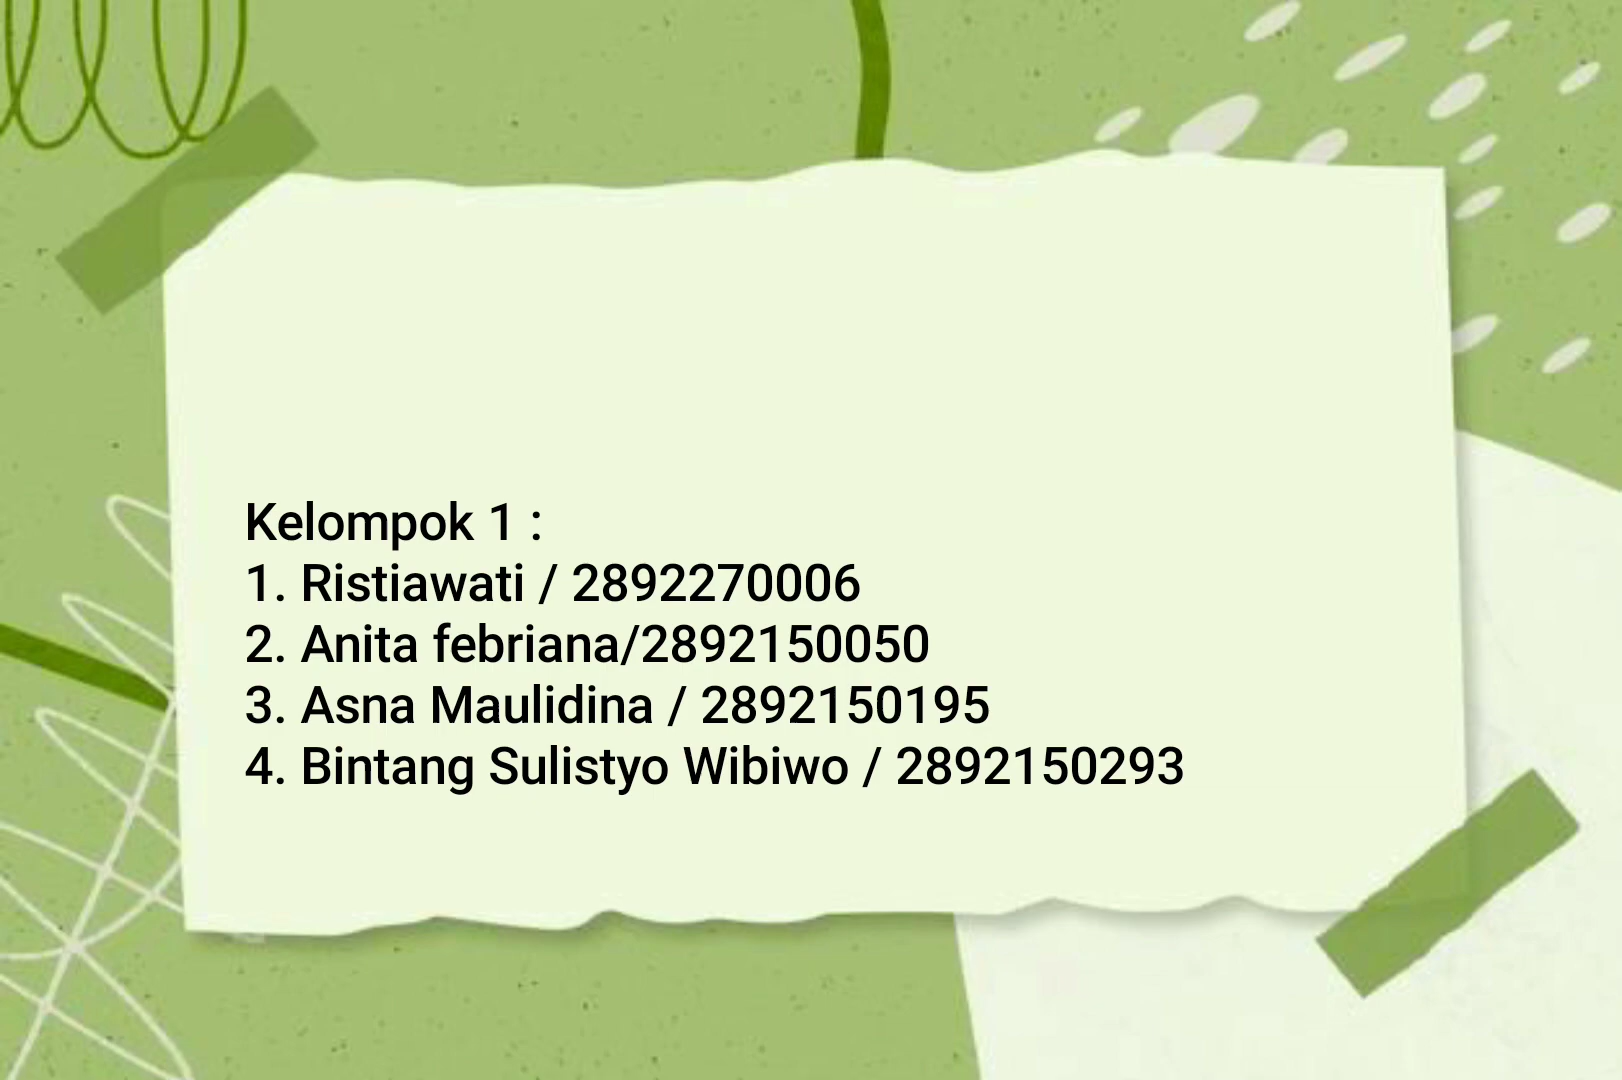 Kelompok 1 :
1. Ristiawati / 2892270006
2. Anita febriana/2892150050
3. Asna Maulidina / 2892150195
4. Bintang Sulistyo Wibiwo / 2892150293